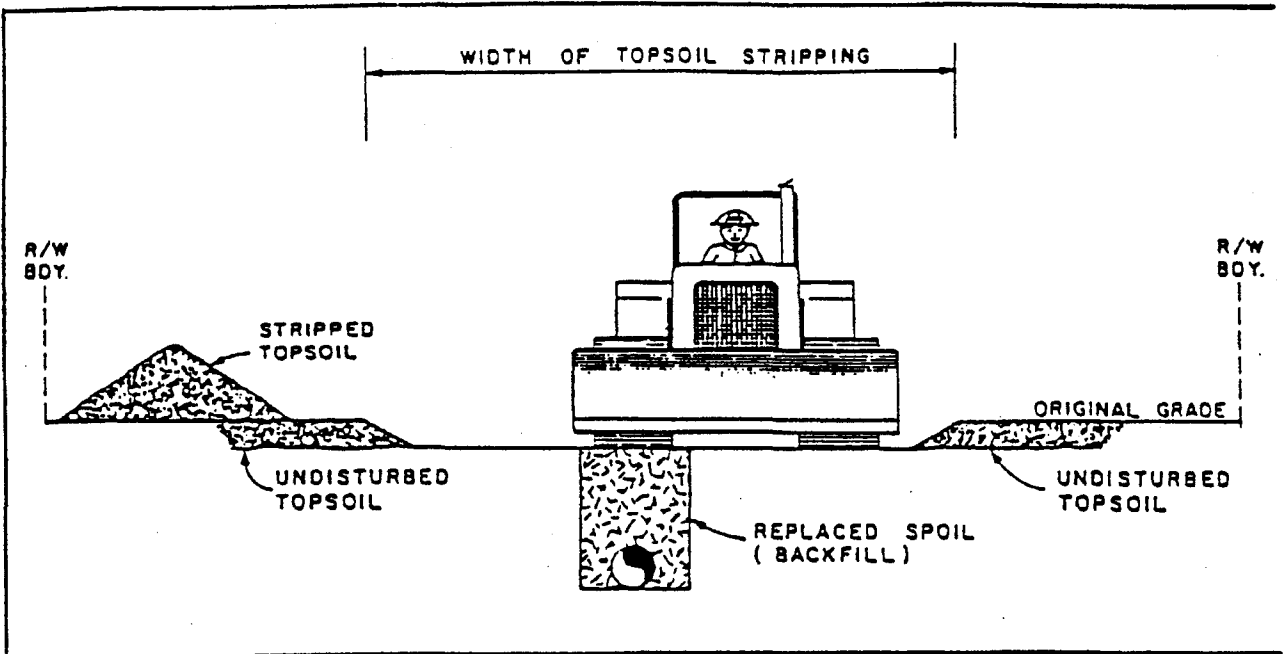 WIDTH OF TOPSOIL STRIPPING
R/W
BDY.
R/W
BDY.
STRIPPED
TOPSOIL
ORIGINAL GRADE
UNDISTURBED
TOPSOIL
UNDISTURBED
TOPSOIL
REPLACED SPOIL
( BACKFILL )